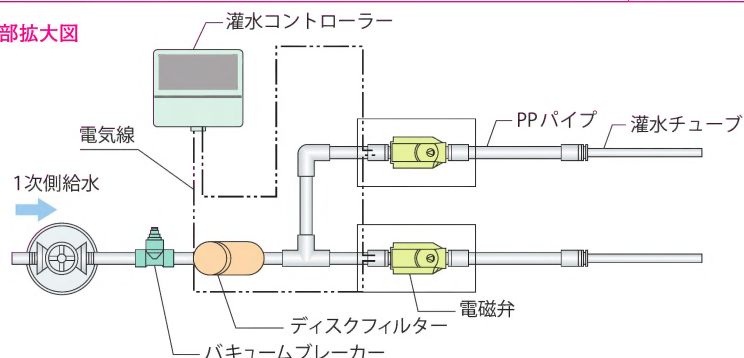 部拡大図
灌水コントローラー
電気線
PPパイプ
灌水チューブ
1次側給水
電磁弁
ディスクフィルター
バキュームブレーカー